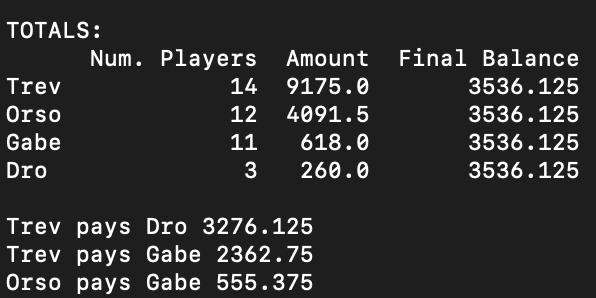 TOTALS:
Num. Players Amount Final Balance
Trev 14 9175.0 3536.125
Orso 12 4091.5 3536.125
Gabe 11 618.0 3536.125
Dro 3 260.0 3536.125
Trev pays Dro 3276.125
Trev pays Gabe 2362.75
Orso pays Gabe 555.375